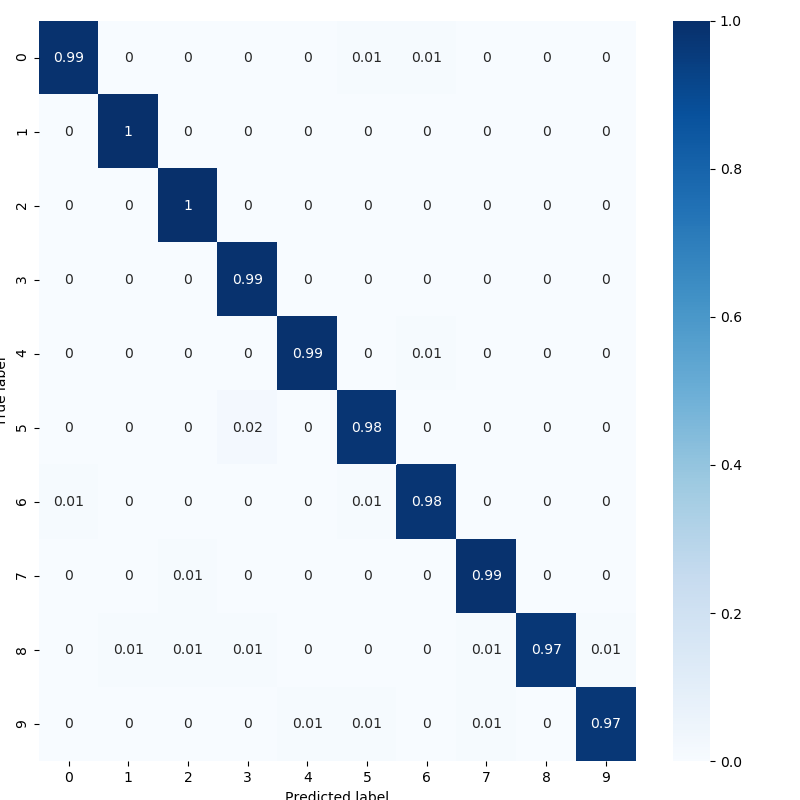 0 0.99 0 0 0 0 0.01 0.01 0 0 0
1 0 1 0 0 0 0 0 0 0 0
2 0 0 1 0 0 0 0 0 0 0
3 0 0 0 0.99 0 0 0 0 0 0
4 0 0 0 0 0.99 0 0.01 0 0 0
5 0 0 0 0.02 0 0.98 0 0 0 0
6 0.01 0 0 0 0 0.01 0.98 0 0 0
7 0 0 0.01 0 0 0 0 0.99 0 0
8 0 0.01 0.01 0.01 0 0 0 0.01 0.97 0.01
9 0 0 0 0 0.01 0.01 0 0.01 0 0.97
0 1 2 3 4 5 6 7 8 9
Predicted label
True label
1.0
0.8
0.6
0.4
0.2
0.0